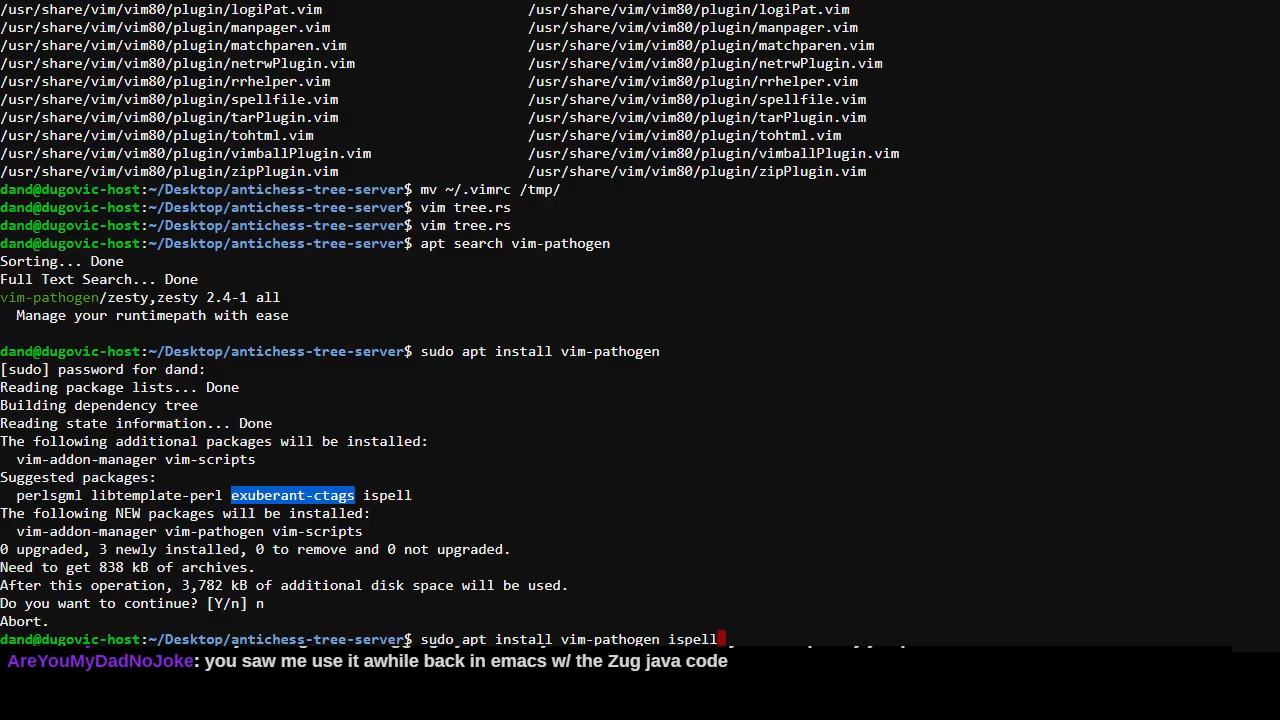 /usr/share/vim/vim80/plugin/logiPat.vim /usr/share/vim/vim80/plugin/logiPat.vim
/usr/share/vim/vim80/plugin/manpager.vim /usr/share/vim/vim80/plugin/manpager.vim
/usr/share/vim/vim80/plugin/matchparen.vim /usr/share/vim/vim80/plugin/matchparen.vim
/usr/share/vim/vim80/plugin/netrwPlugin.vim /usr/share/vim/vim80/plugin/netrwPlugin.vim
/usr/share/vim/vim80/plugin/rrhelper.vim /usr/share/vim/vim80/plugin/rrhelper.vim
/usr/share/vim/vim80/plugin/spellfile.vim /usr/share/vim/vim80/plugin/spellfile.vim
/usr/share/vim/vim80/plugin/tarPlugin.vim /usr/share/vim/vim80/plugin/tarPlugin.vim
/usr/share/vim/vim80/plugin/tohtml.vim /usr/share/vim/vim80/plugin/tohtml.vim
/usr/share/vim/vim80/plugin/vimballPlugin.vim /usr/share/vim/vim80/plugin/vimballPlugin.vim
/usr/share/vim/vim80/plugin/zipPlugin.vim /usr/share/vim/vim80/plugin/zipPlugin.vim
dand@dugovic-host:~/Desktop/antichess-tree-server$ mv ~/.vimrc /tmp/
dand@dugovic-host:~/Desktop/antichess-tree-server$ vim tree.rs
dand@dugovic-host:~/Desktop/antichess-tree-server$ vim tree.rs
dand@dugovic-host:~/Desktop/antichess-tree-server$ apt search vim-pathogen
Sorting... Done
Full Text Search... Done
vim-pathogen/zesty,zesty 2.4-1 all
Manage your runtimepath with ease
dand@dugovic-host:~/Desktop/antichess-tree-server$ sudo apt install vim-pathogen
[sudo] password for dand:
Reading package lists... Done
Building dependency tree
Reading state information... Done
The following additional packages will be installed:
vim-addon-manager vim-scripts
Suggested packages:
perlsgml libtemplate-perl exuberant-ctags ispell
The following NEW packages will be installed:
vim-addon-manager vim-pathogen vim-scripts
0 upgraded, 3 newly installed, 0 to remove and 0 not upgraded.
Need to get 838 kB of archives.
After this operation, 3,782 kB of additional disk space will be used.
Do you want to continue? [Y/n] n
Abort.
dand@dugovic-host:~/Desktop/antichess-tree-server$ sudo apt install vim-pathogen ispell
AreYouMyDadNoJoke: you saw me use it awhile back in emacs w/ the Zug java code